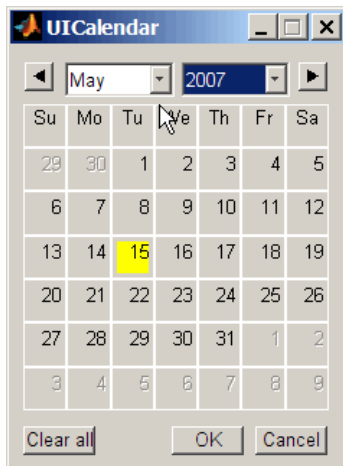 UICalendar
May 2007
Su Mo Tu We Th Fr Sa
29 30 1 2 3 4 5
6 7 8 9 10 11 12
13 14 15 16 17 18 19
20 21 22 23 24 25 26
27 28 29 30 31 1 2
3 4 5 6 7 8 9
Clear all OK Cancel